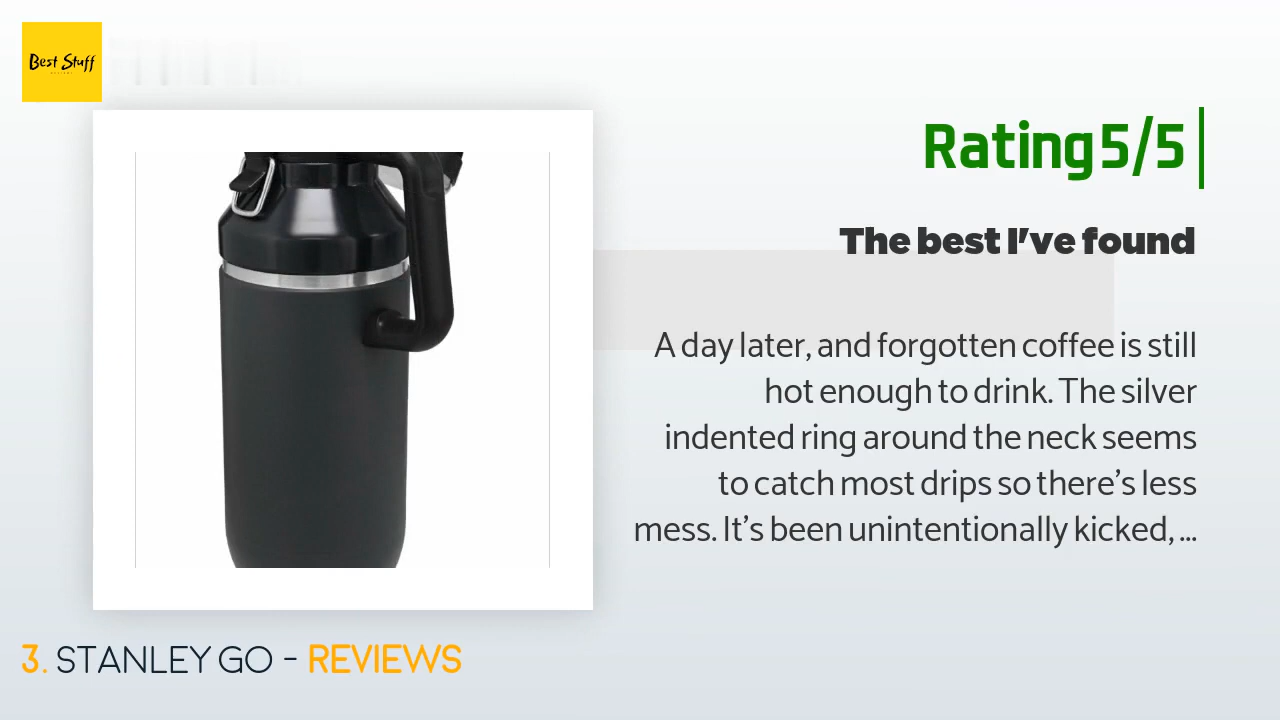 Best Stuff
Rating 5/5
The best I've found
A day later, and forgotten coffee is still
hot enough to drink. The silver
indented ring around the neck seems
to catch most drips so there's less
mess. It's been unintentionally kicked, ...
3. STANLEY GO - REVIEWS